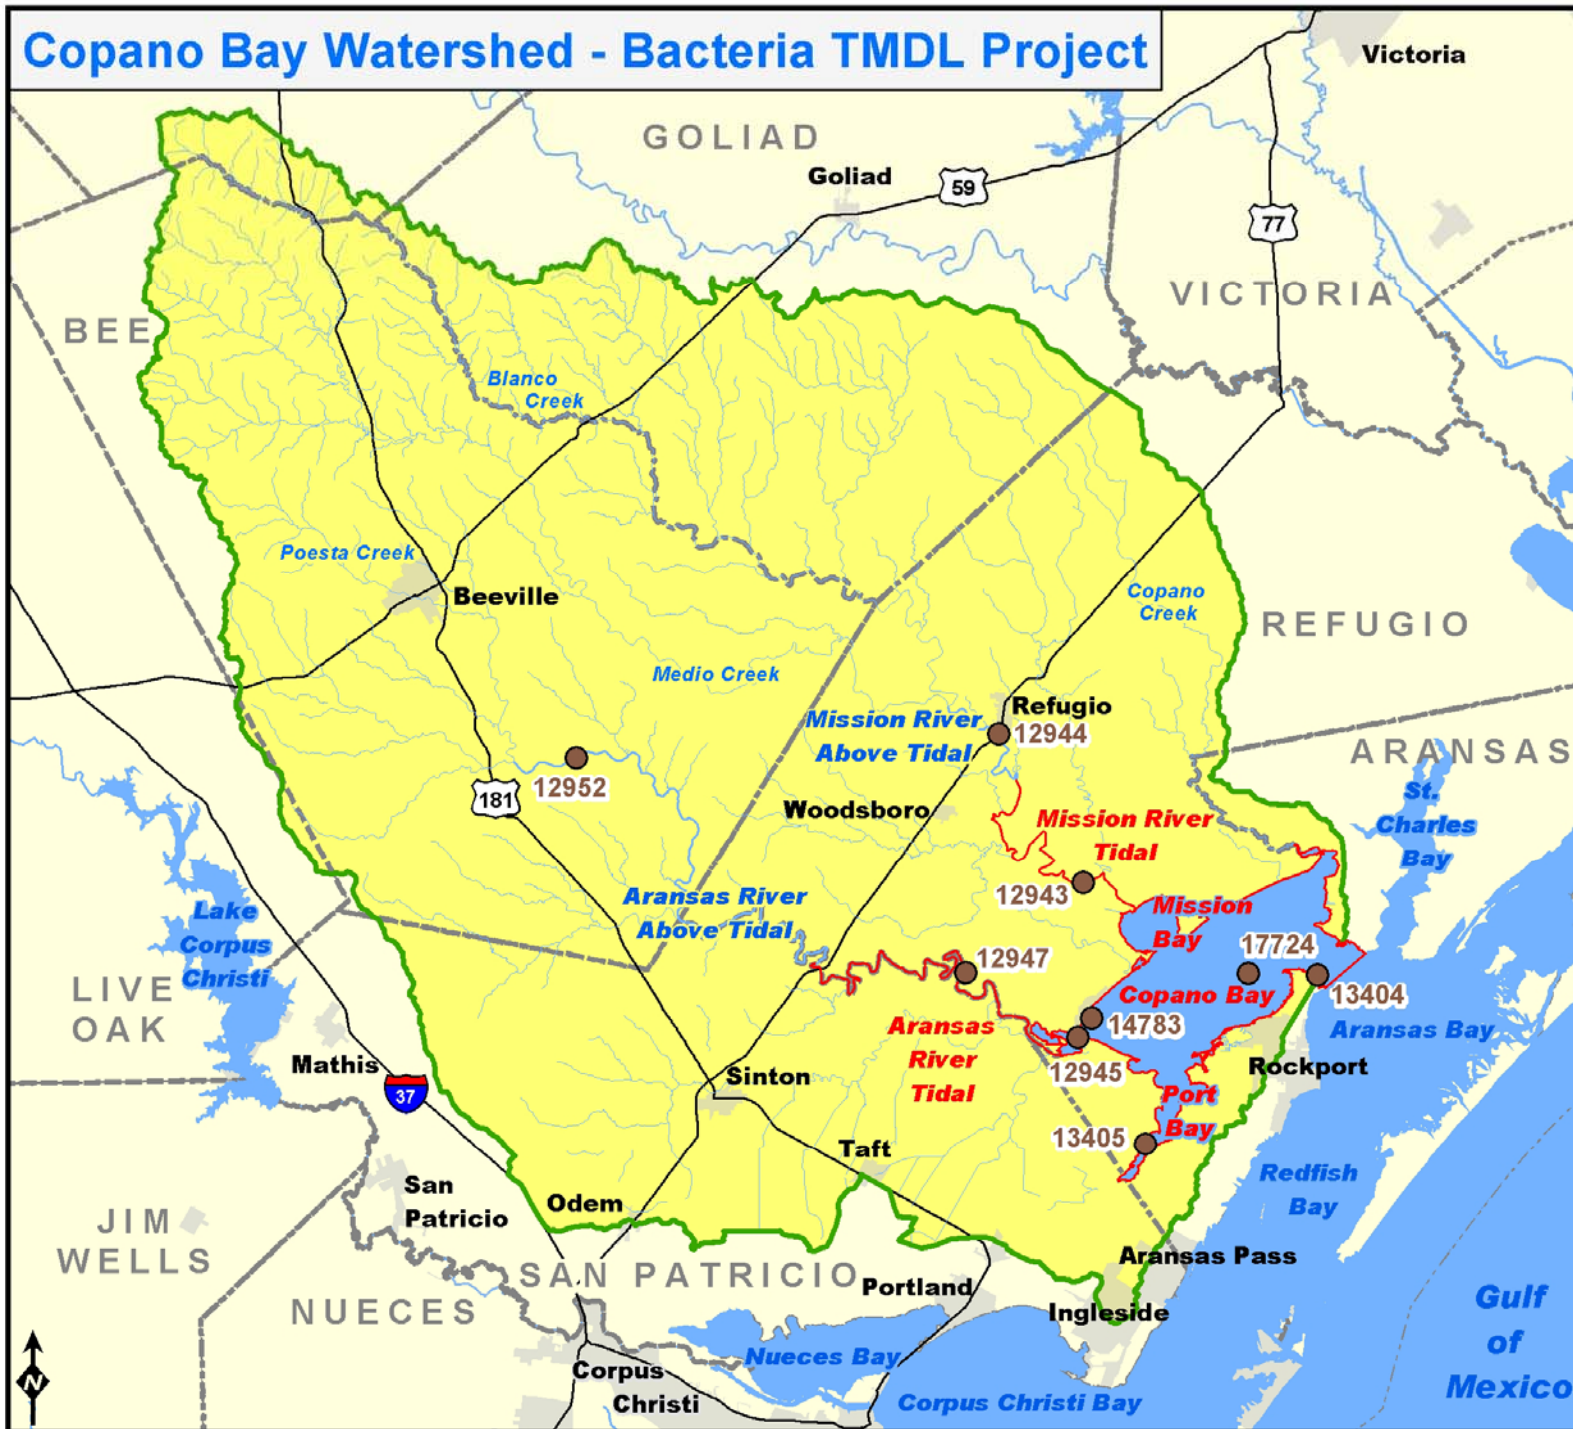 Copano Bay Watershed - Bacteria TMDL Project
Victoria
GOLIAD
Goliad
59
77
VICTORIA
BEE
Blanco
Creek
Poesta Creek
Beeville
Copano
Creek
REFUGIO
Medio Creek
Refugio
Mission River
Above Tidal
12944
ARANSAS
12952
181
Woodsboro
St.
Charles
Bay
Mission River
Tidal
12943
Aransas River
Above Tidal
Mission
Bay
Lake
Corpus
Christi
12947
17724
LIVE
OAK
Copano Bay
13404
14783
Aransas Bay
Aransas
River
Tidal
12945
Mathis
37
Sinton
Rockport
Port
Bay
13405
Taft
Redfish
Bay
San
Patricio
Odem
JIM
WELLS
Aransas Pass
SAN PATRICIO
Portland
NUECES
Ingleside
Gulf
of
Mexico
Nueces Bay
Corpus
Christi
Corpus Christi Bay
N